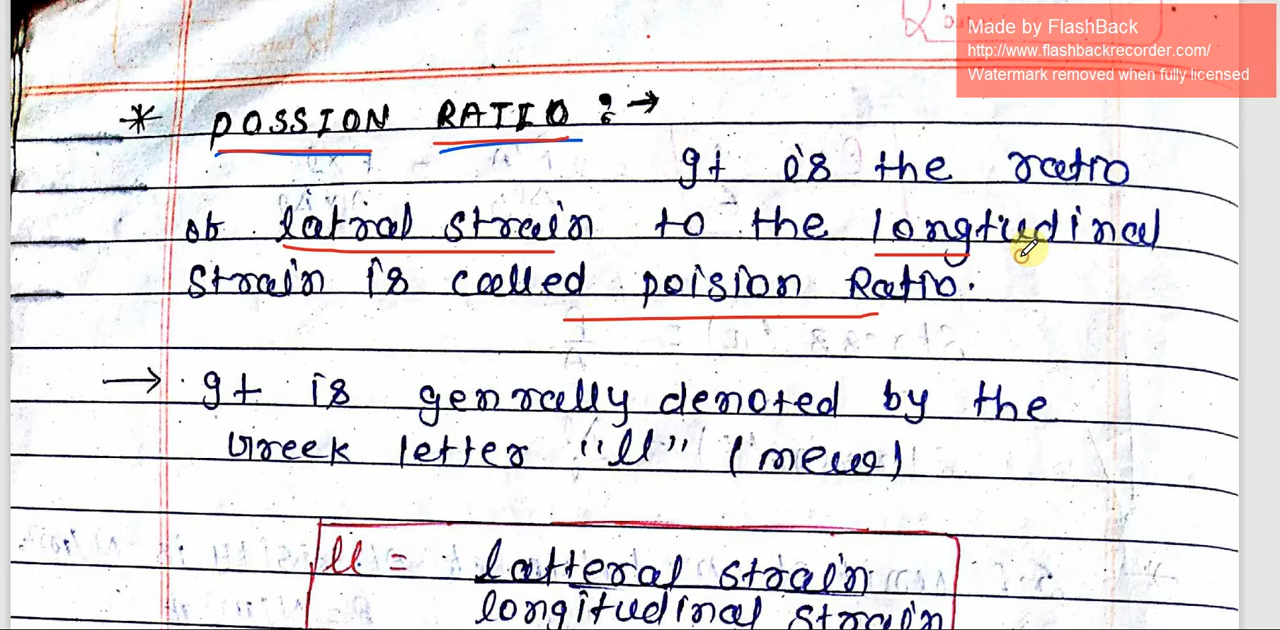 Made by FlashBack
http://www.flashbackrecorder.com/
Watermark removed when fully licensed
* POSSION RATIO :→
It is the ratio
of latral strain to the longtudinal
strain is called poision Ratio.
→ It is genrally denoted by the
Greek letter "μ" (mew)
μ = latteral strain
longitudinal strain